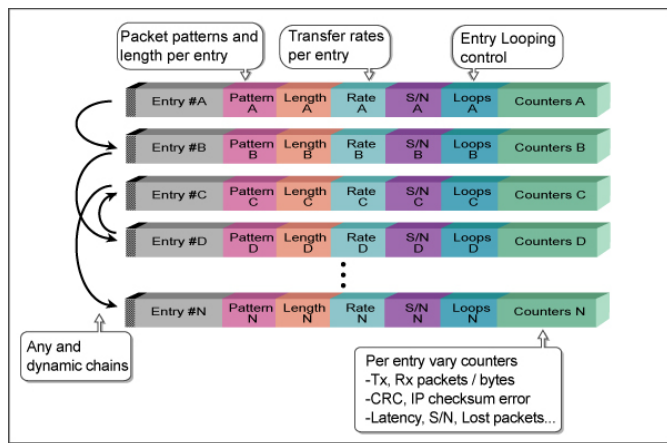 Packet patterns and
length per entry
Transfer rates
per entry
Entry Looping
control
Entry #A Pattern A Length A Rate A S/N A Loops A Counters A
Entry #B Pattern B Length B Rate B S/N B Loops B Counters B
Entry #C Pattern C Length C Rate C S/N C Loops C Counters C
Entry #D Pattern D Length D Rate D S/N D Loops D Counters D
Entry #N Pattern N Length N Rate N S/N N Loops N Counters N
Any and
dynamic chains
Per entry vary counters
-Tx, Rx packets / bytes
-CRC, IP checksum error
-Latency, S/N, Lost packets...